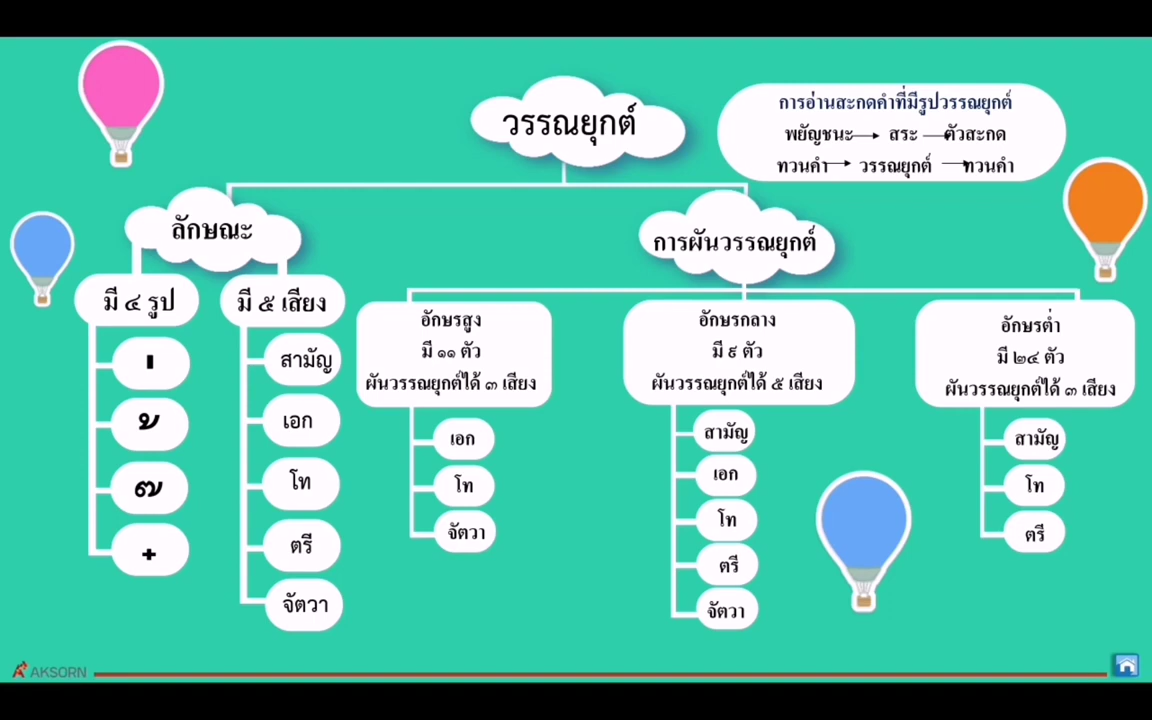 วรรณยุกต์
การอ่านสะกดคำที่มีรูปวรรณยุกต์
พยัญชนะ → สระ → ตัวสะกด
ทวนคำ → วรรณยุกต์ → ทวนคำ
ลักษณะ
มี ๔ รูป
่
้
๊
๋
มี ๕ เสียง
สามัญ
เอก
โท
ตรี
จัตวา
การผันวรรณยุกต์
อักษรสูง
มี ๑๑ ตัว
ผันวรรณยุกต์ได้ ๓ เสียง
เอก
โท
จัตวา
อักษรกลาง
มี ๙ ตัว
ผันวรรณยุกต์ได้ ๕ เสียง
สามัญ
เอก
โท
ตรี
จัตวา
อักษรต่ำ
มี ๒๔ ตัว
ผันวรรณยุกต์ได้ ๓ เสียง
สามัญ
โท
ตรี
AKSORN